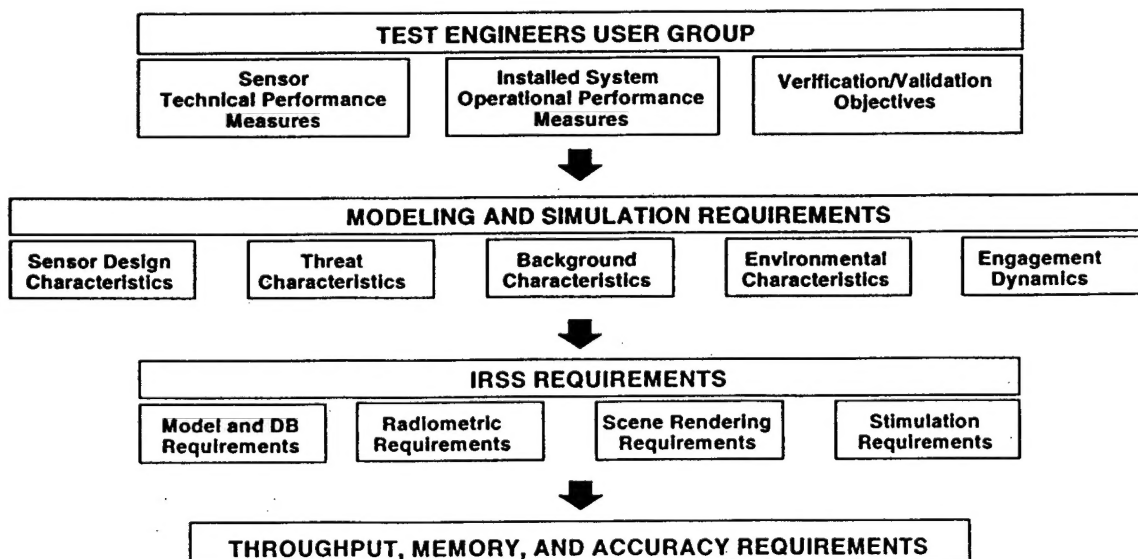 TEST ENGINEERS USER GROUP
Sensor
Technical Performance
Measures
Installed System
Operational Performance
Measures
Verification/Validation
Objectives
MODELING AND SIMULATION REQUIREMENTS
Sensor Design
Characteristics
Threat
Characteristics
Background
Characteristics
Environmental
Characteristics
Engagement
Dynamics
IRSS REQUIREMENTS
Model and DB
Requirements
Radiometric
Requirements
Scene Rendering
Requirements
Stimulation
Requirements
THROUGHPUT, MEMORY, AND ACCURACY REQUIREMENTS